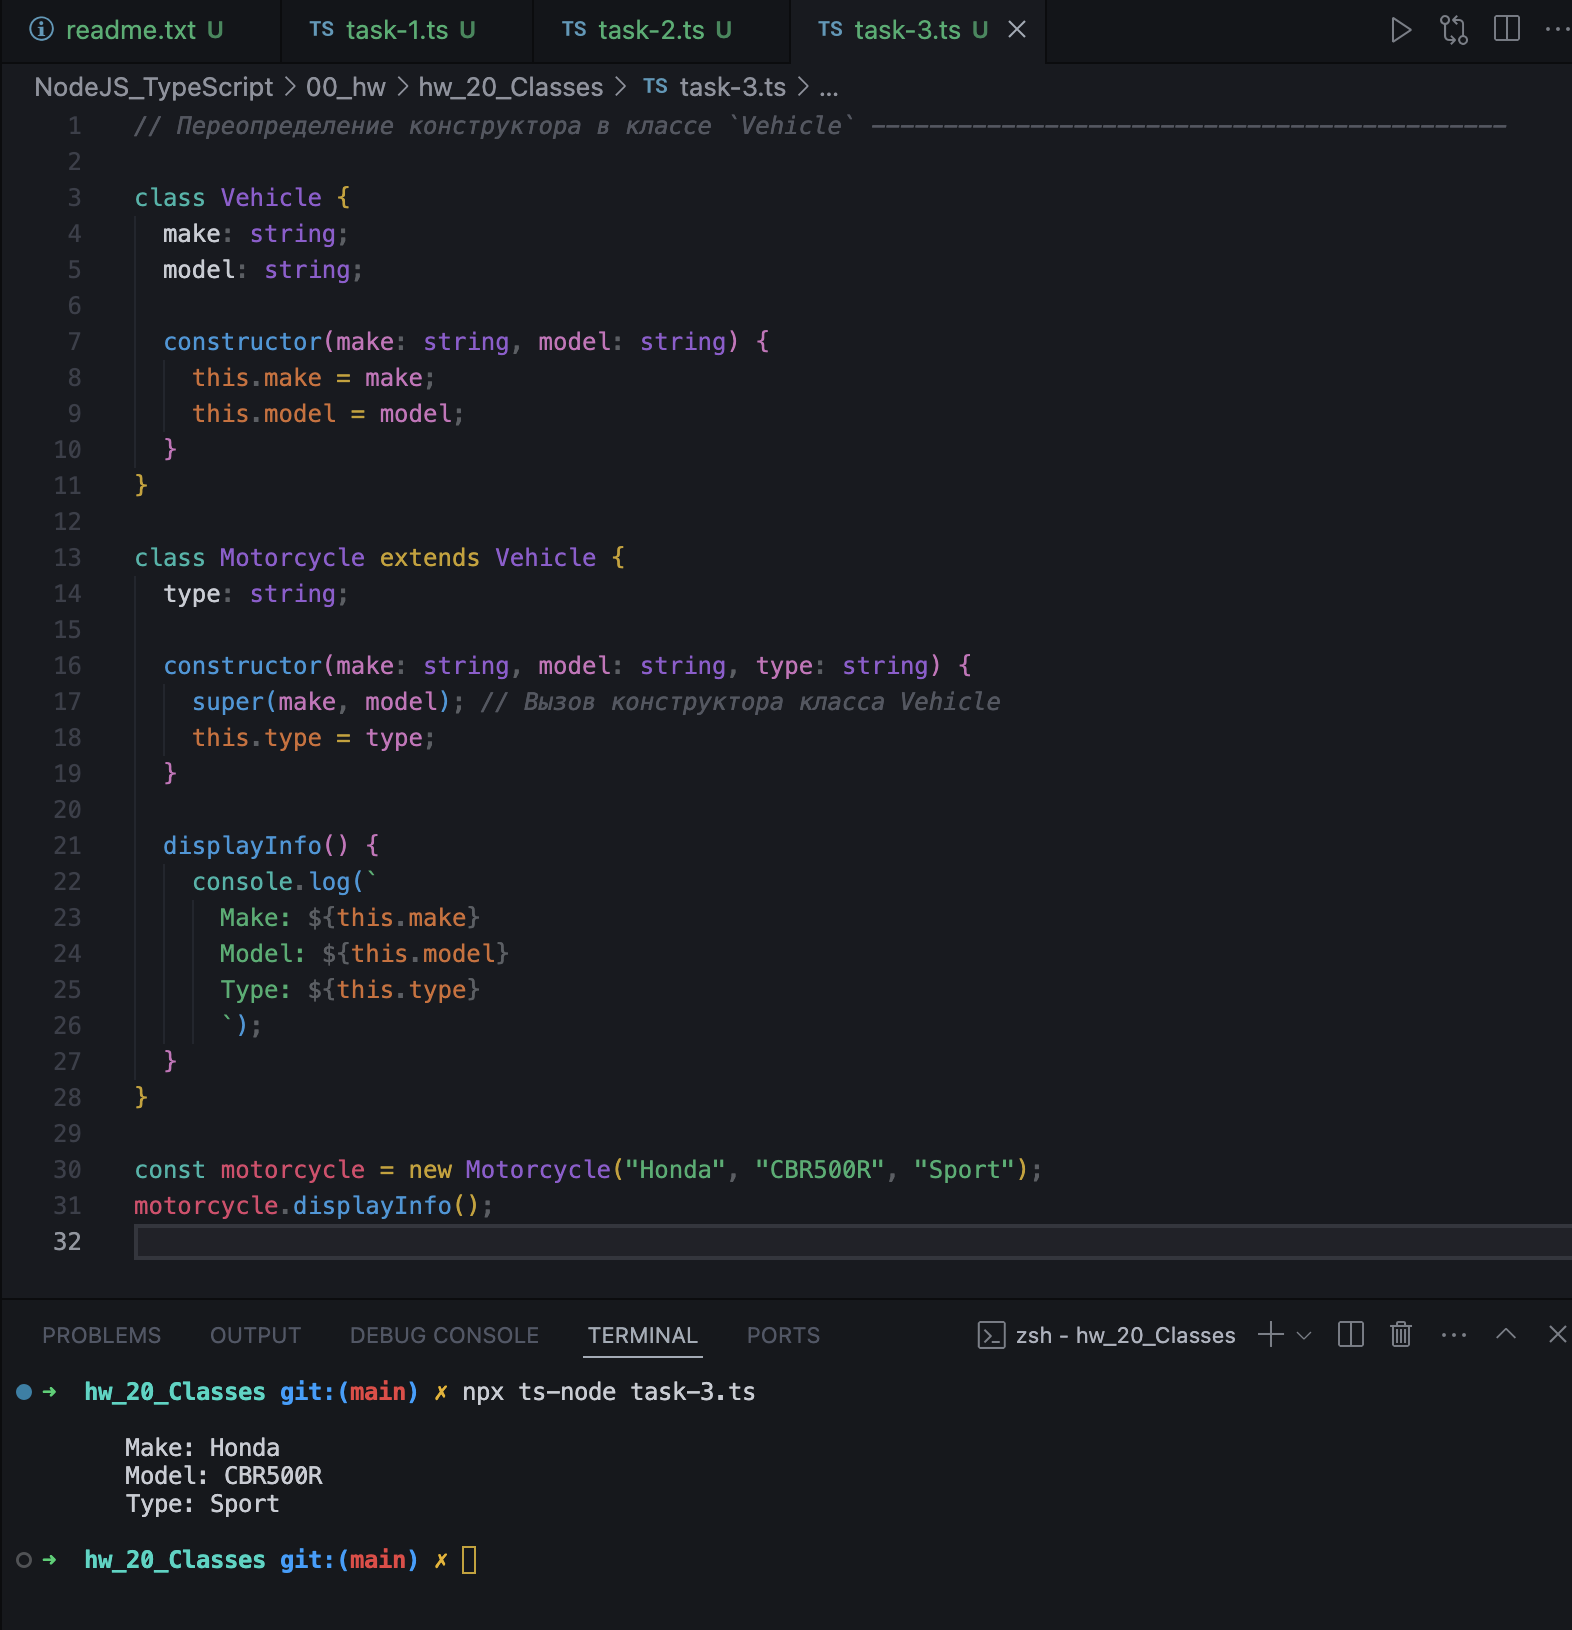 readme.txt U TS task-1.ts U TS task-2.ts U TS task-3.ts U
NodeJS_TypeScript > 00_hw > hw_20_Classes > TS task-3.ts > ...
1 // Переопределение конструктора в классе `Vehicle` --------------------------------------------
2
3 class Vehicle {
4 make: string;
5 model: string;
6
7 constructor(make: string, model: string) {
8 this.make = make;
9 this.model = model;
10 }
11 }
12
13 class Motorcycle extends Vehicle {
14 type: string;
15
16 constructor(make: string, model: string, type: string) {
17 super(make, model); // Вызов конструктора класса Vehicle
18 this.type = type;
19 }
20
21 displayInfo() {
22 console.log(`
23 Make: ${this.make}
24 Model: ${this.model}
25 Type: ${this.type}
26 `);
27 }
28 }
29
30 const motorcycle = new Motorcycle("Honda", "CBR500R", "Sport");
31 motorcycle.displayInfo();
32
PROBLEMS OUTPUT DEBUG CONSOLE TERMINAL PORTS zsh - hw_20_Classes
➜ hw_20_Classes git:(main) ✗ npx ts-node task-3.ts
Make: Honda
Model: CBR500R
Type: Sport
➜ hw_20_Classes git:(main) ✗